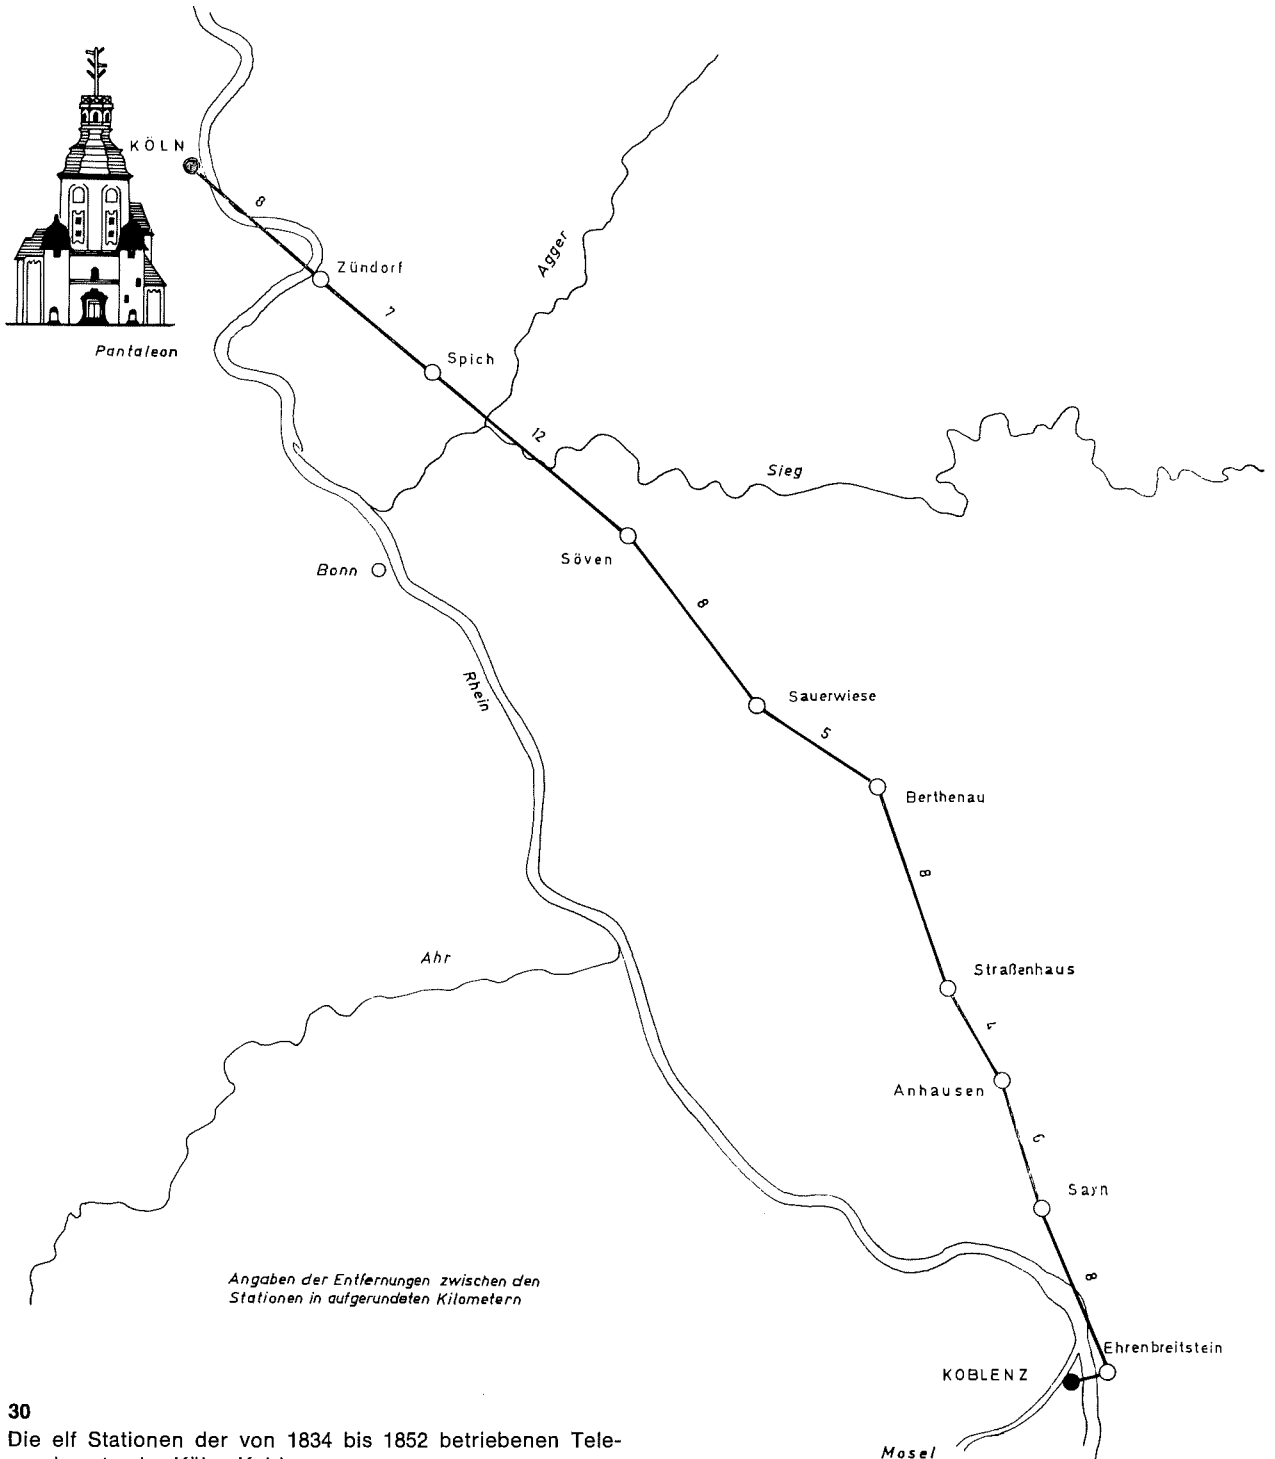 KÖLN
8
Zündorf
Agger
7
Pantaleon
Spich
12
Sieg
Söven
Bonn
8
Rhein
Sauerwiese
5
Berthenau
8
Ahr
Straßenhaus
4
Anhausen
6
Sayn
Angaben der Entfernungen zwischen den
Stationen in aufgerundeten Kilometern
8
Ehrenbreitstein
KOBLENZ
30
Die elf Stationen der von 1834 bis 1852 betriebenen Tele-
Mosel